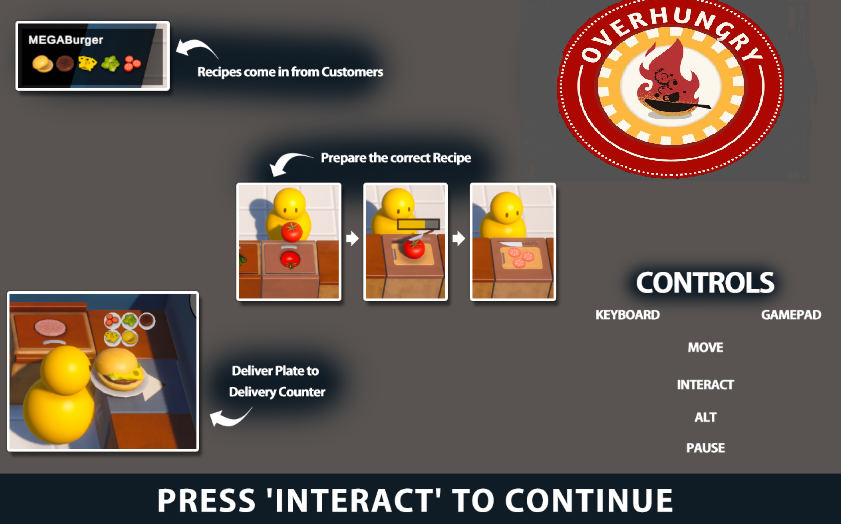 MEGABurger
Recipes come in from Customers
OVERHUNGRY
Prepare the correct Recipe
CONTROLS
KEYBOARD GAMEPAD
MOVE
INTERACT
ALT
PAUSE
Deliver Plate to
Delivery Counter
PRESS 'INTERACT' TO CONTINUE